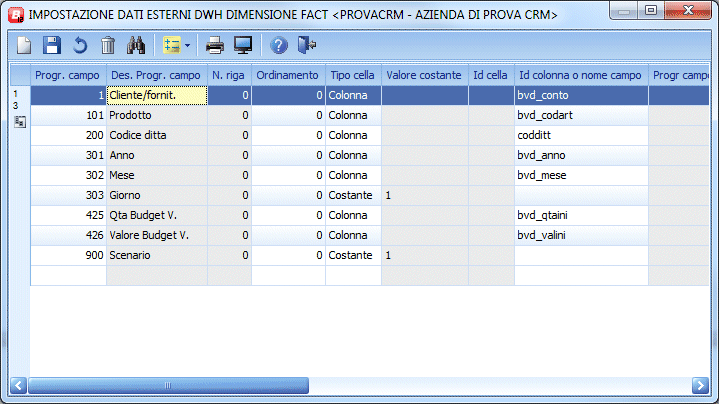 IMPOSTAZIONE DATI ESTERNI DWH DIMENSIONE FACT <PROVACRM - AZIENDA DI PROVA CRM>
Progr. campo Des. Progr. campo N. riga Ordinamento Tipo cella Valore costante Id cella Id colonna o nome campo Progr campo
1
3
1 Cliente/fornit. 0 0 Colonna bvd_conto
101 Prodotto 0 0 Colonna bvd_codart
200 Codice ditta 0 0 Colonna codditt
301 Anno 0 0 Colonna bvd_anno
302 Mese 0 0 Colonna bvd_mese
303 Giorno 0 0 Costante 1
425 Qta Budget V. 0 0 Colonna bvd_qtaini
426 Valore Budget V. 0 0 Colonna bvd_valini
900 Scenario 0 0 Costante 1